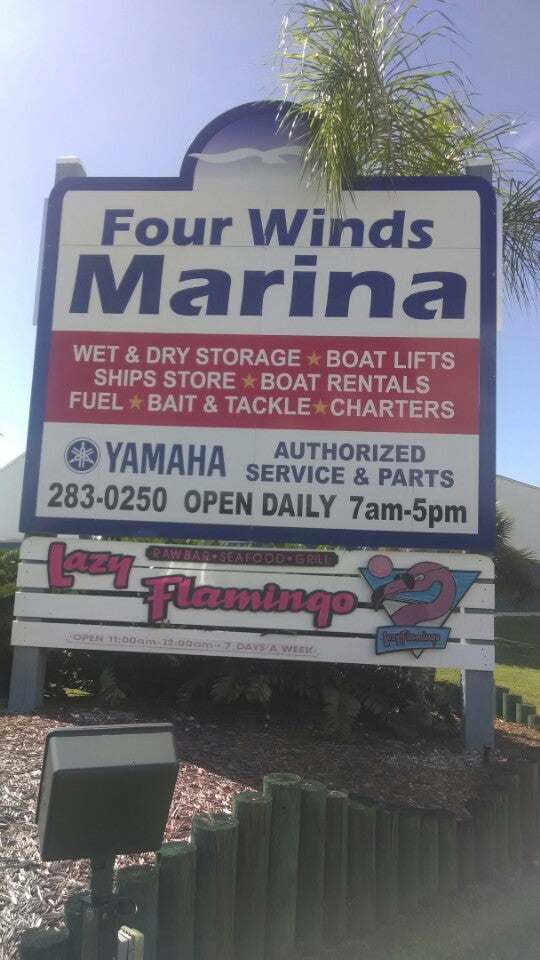 Four Winds
Marina
WET & DRY STORAGE ★ BOAT LIFTS
SHIPS STORE ★ BOAT RENTALS
FUEL ★ BAIT & TACKLE ★ CHARTERS
YAMAHA AUTHORIZED SERVICE & PARTS
283-0250 OPEN DAILY 7am-5pm
RAW BAR • SEAFOOD • GRILL
Lazy Flamingo
Lazy Flamingo
OPEN 11:00am-12:00am • 7 DAYS A WEEK